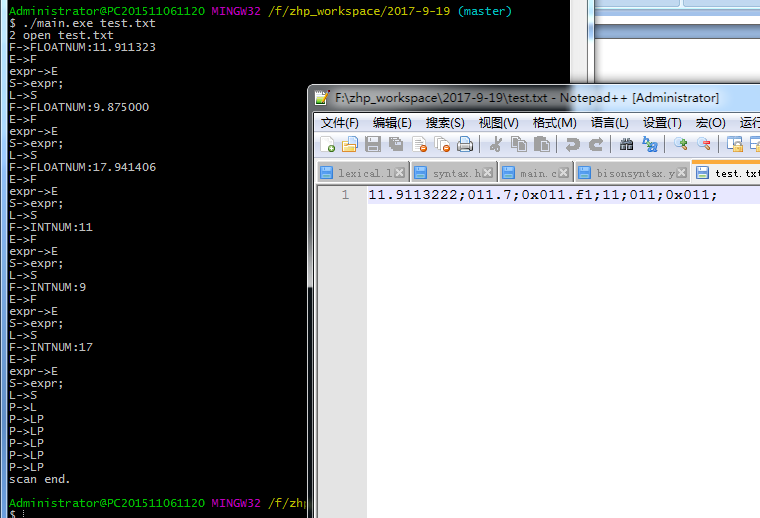 Administrator@PC201511061120 MINGW32 /f/zhp_workspace/2017-9-19 (master)
$ ./main.exe test.txt
2 open test.txt
F->FLOATNUM:11.911323
E->F
expr->E
S->expr;
L->S
F->FLOATNUM:9.875000
E->F
expr->E
S->expr;
L->S
F->FLOATNUM:17.941406
E->F
expr->E
S->expr;
L->S
F->INTNUM:11
E->F
expr->E
S->expr;
L->S
F->INTNUM:9
E->F
expr->E
S->expr;
L->S
F->INTNUM:17
E->F
expr->E
S->expr;
L->S
P->L
P->LP
P->LP
P->LP
P->LP
P->LP
scan end.
Administrator@PC201511061120 MINGW32 /f/zhp
$
F:\zhp_workspace\2017-9-19\test.txt - Notepad++ [Administrator]
文件(F) 编辑(E) 搜索(S) 视图(V) 格式(M) 语言(L) 设置(T) 宏(O) 运行
lexical.l syntax.h main.c bisonsyntax.y test.txt
1 11.9113222;011.7;0x011.f1;11;011;0x011;